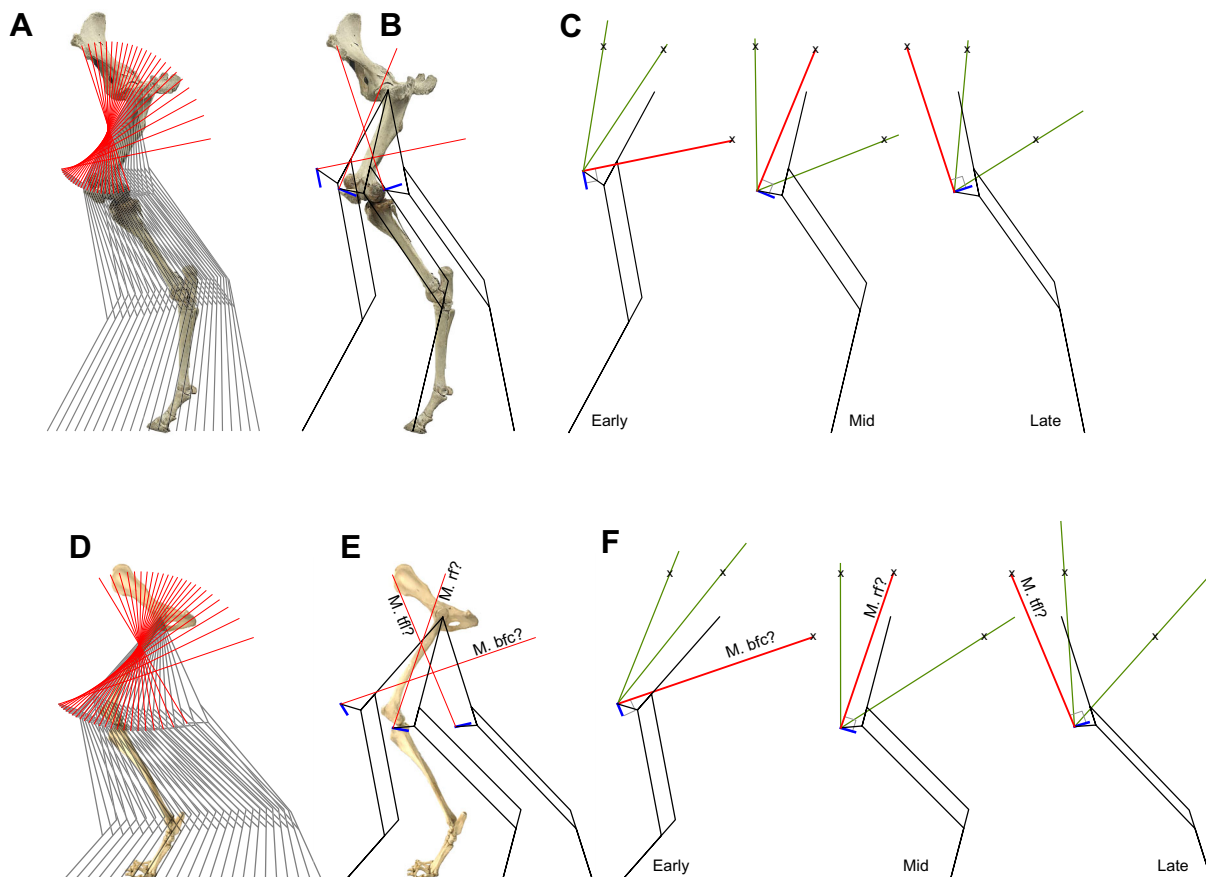 A
B
C
x
x
x
x
x
x
x
x
x
Early
Mid
Late
D
E
F
M. tfl?
M. rf?
M. bfc?
x
x
x
M. bfc?
x
x
x
M. rf?
x
x
x
M. tfl?
Early
Mid
Late